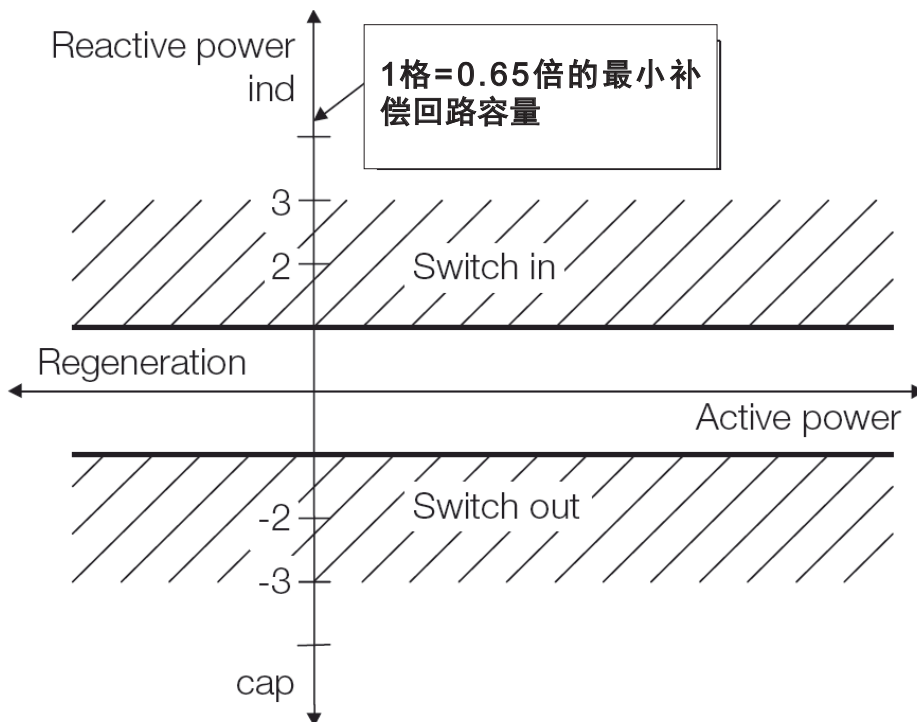 Reactive power
ind
1格=0.65倍的最小补
偿回路容量
3
2
Switch in
Regeneration
Active power
Switch out
-2
-3
cap